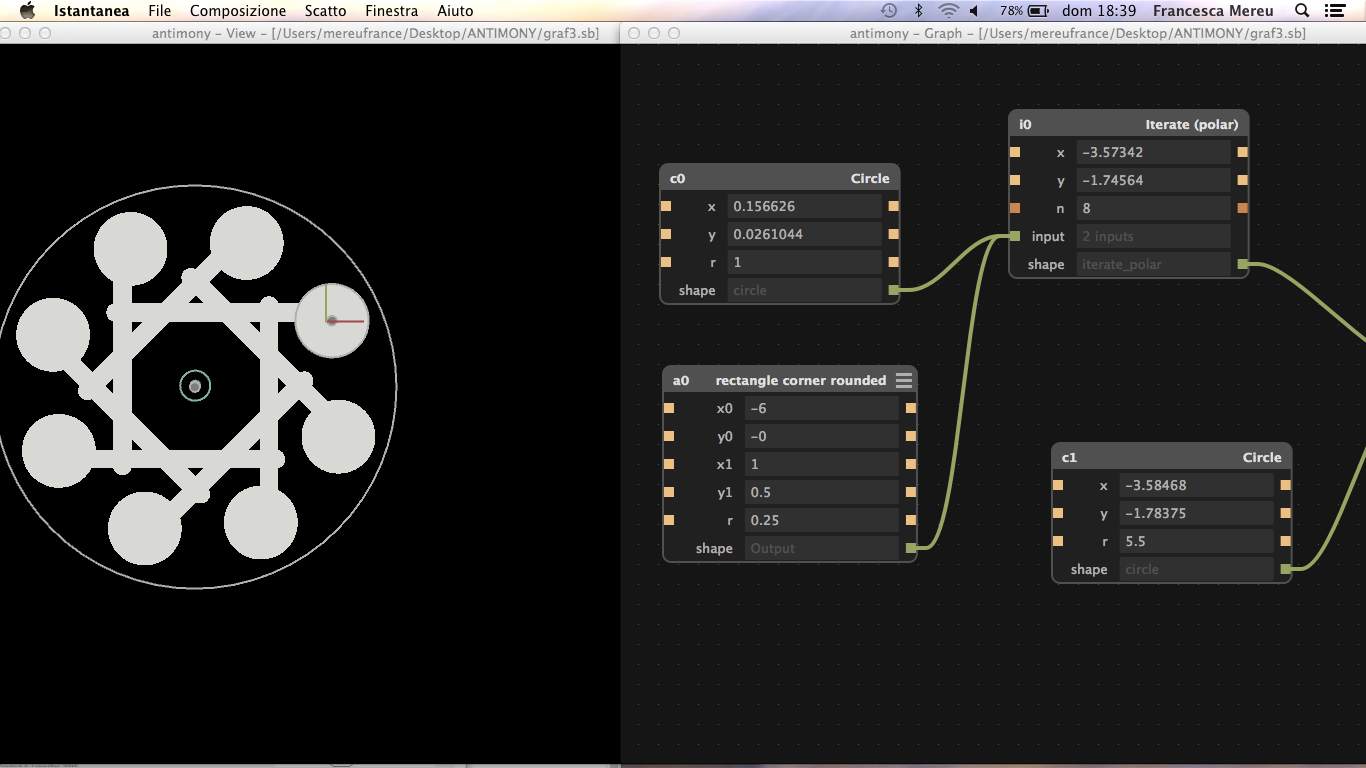 Istantanea File Composizione Scatto Finestra Aiuto 78% dom 18:39 Francesca Mereu
antimony – View – [/Users/mereufrance/Desktop/ANTIMONY/graf3.sb]
antimony – Graph – [/Users/mereufrance/Desktop/ANTIMONY/graf3.sb]
i0 Iterate (polar)
x -3.57342
y -1.74564
n 8
input 2 inputs
shape iterate_polar
c0 Circle
x 0.156626
y 0.0261044
r 1
shape circle
a0 rectangle corner rounded
x0 -6
y0 -0
x1 1
y1 0.5
r 0.25
shape Output
c1 Circle
x -3.58468
y -1.78375
r 5.5
shape circle